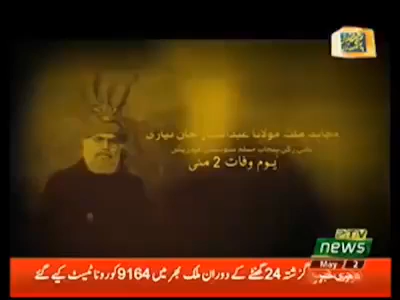 مجاہد ملت مولانا عبدالستار خان نیازی
یوم وفات 2 مئی
PTV
news
May 2
گزشتہ 24 گھنٹے کے دوران ملک بھر میں 9164 کورونا ٹیسٹ کیے گئے